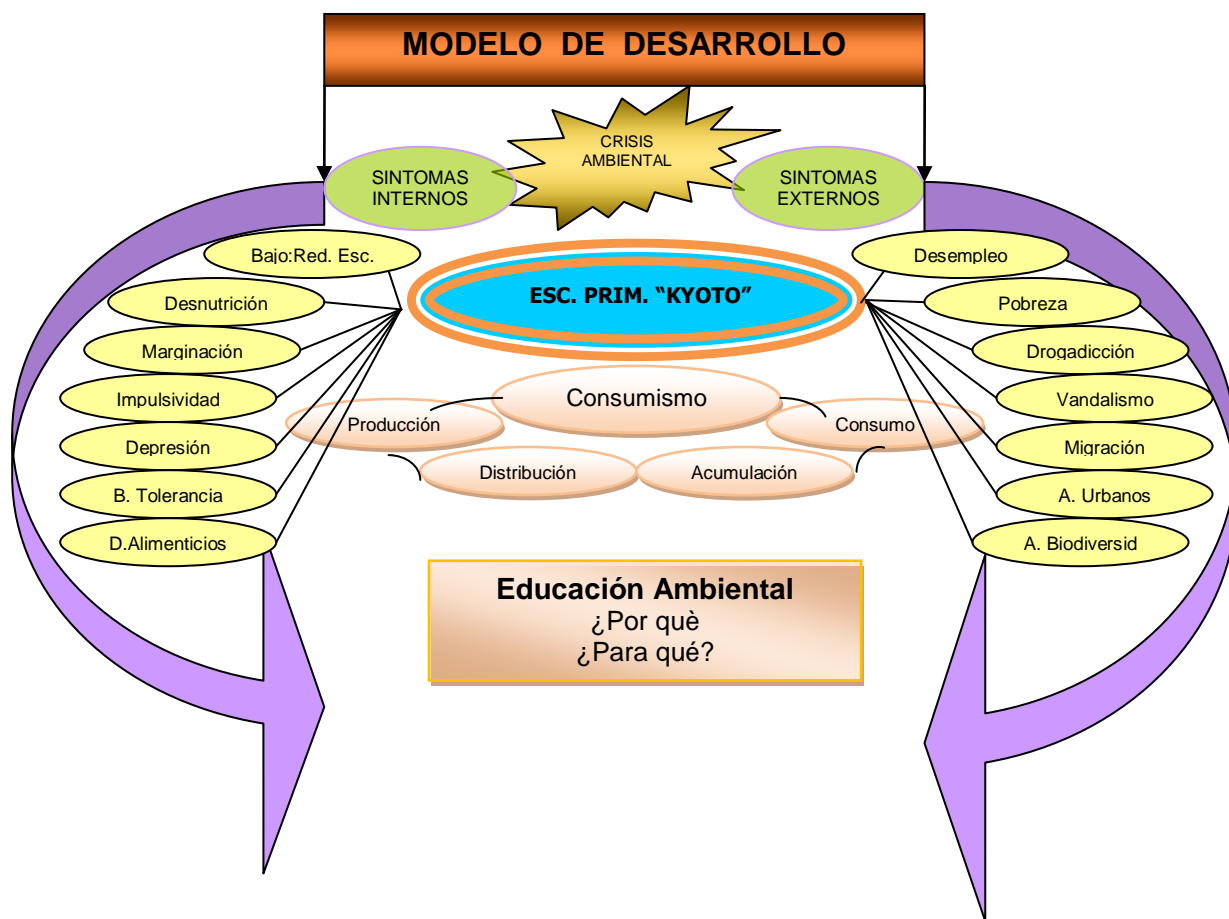 MODELO DE DESARROLLO
CRISIS
AMBIENTAL
SINTOMAS
INTERNOS
SINTOMAS
EXTERNOS
Bajo:Red. Esc.
Desnutrición
Marginación
Impulsividad
Depresión
B. Tolerancia
D.Alimenticios
ESC. PRIM. “KYOTO”
Desempleo
Pobreza
Drogadicción
Vandalismo
Migración
A. Urbanos
A. Biodiversid
Consumismo
Producción
Consumo
Distribución
Acumulación
Educación Ambiental
¿Por què
¿Para qué?